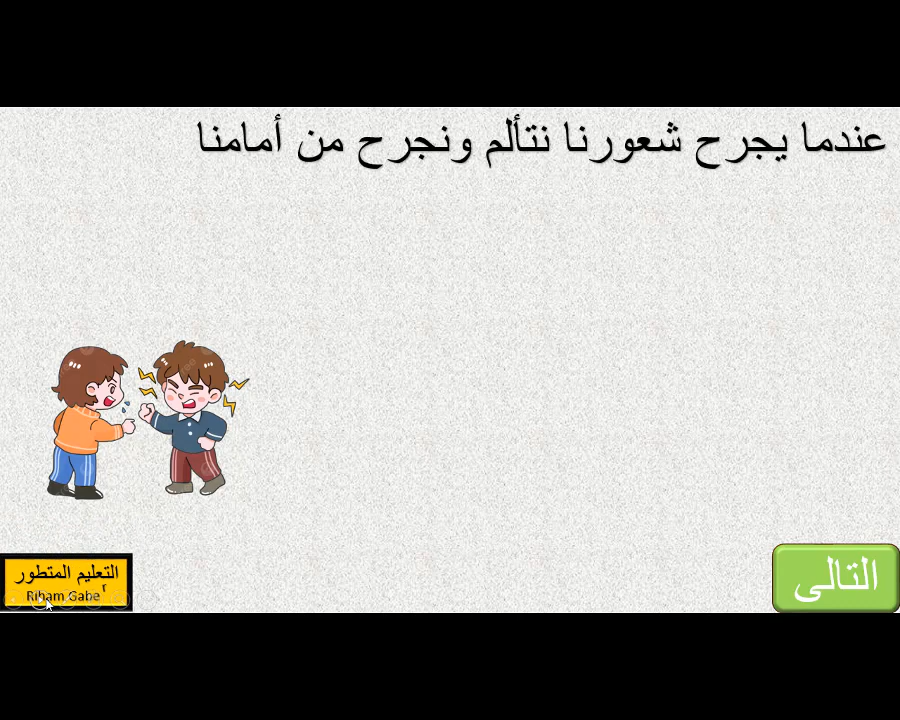 عندما يجرح شعورنا نتألم ونجرح من أمامنا
التعليم المتطور
Riham Gabe
التالى